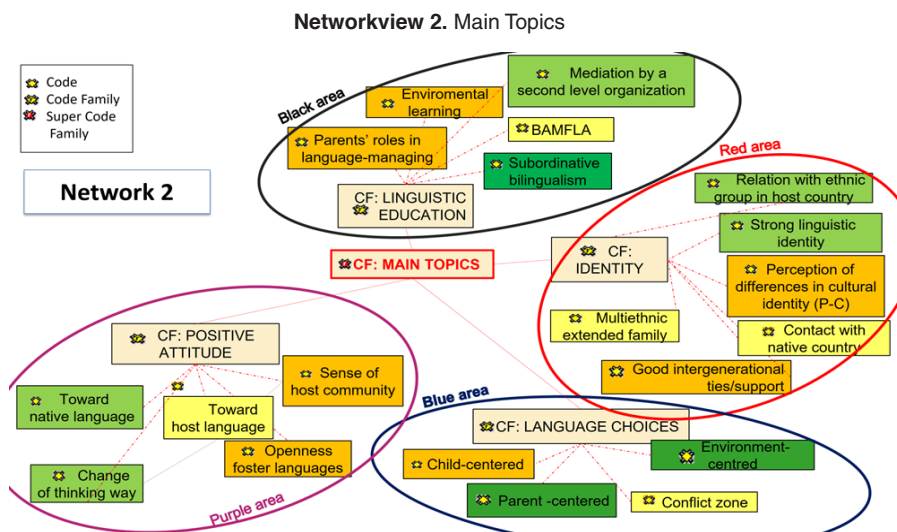 Networkview 2. Main Topics
Code
Code Family
Super Code
Family
Network 2
Black area
Enviromental
learning
Mediation by a
second level organization
Parents' roles in
language-managing
BAMFLA
Subordinative
bilingualism
CF: LINGUISTIC
EDUCATION
Red area
Relation with ethnic
group in host country
Strong linguistic
identity
CF:
IDENTITY
Perception of
differences in cultural
identity (P-C)
Multiethnic
extended family
Contact with
native country
Good intergenerational
ties/support
CF: MAIN TOPICS
CF: POSITIVE
ATTITUDE
Sense of
host community
Toward
native language
Toward
host language
Openness
foster languages
Change
of thinking way
Purple area
Blue area
CF: LANGUAGE CHOICES
Child-centered
Environment-
centred
Parent -centered
Conflict zone